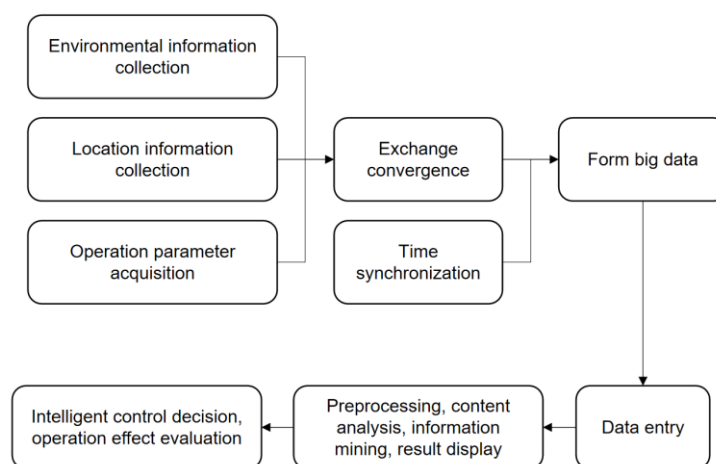 Environmental information
collection
Location information
collection
Operation parameter
acquisition
Exchange
convergence
Time
synchronization
Form big data
Data entry
Preprocessing, content
analysis, information
mining, result display
Intelligent control decision,
operation effect evaluation